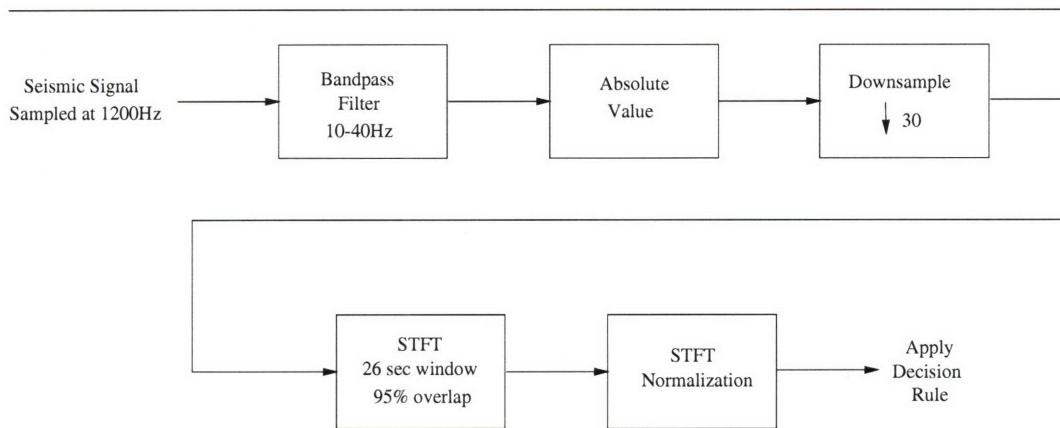 Seismic Signal
Sampled at 1200Hz
Bandpass
Filter
10-40Hz
Absolute
Value
Downsample
30
STFT
26 sec window
95% overlap
STFT
Normalization
Apply
Decision
Rule